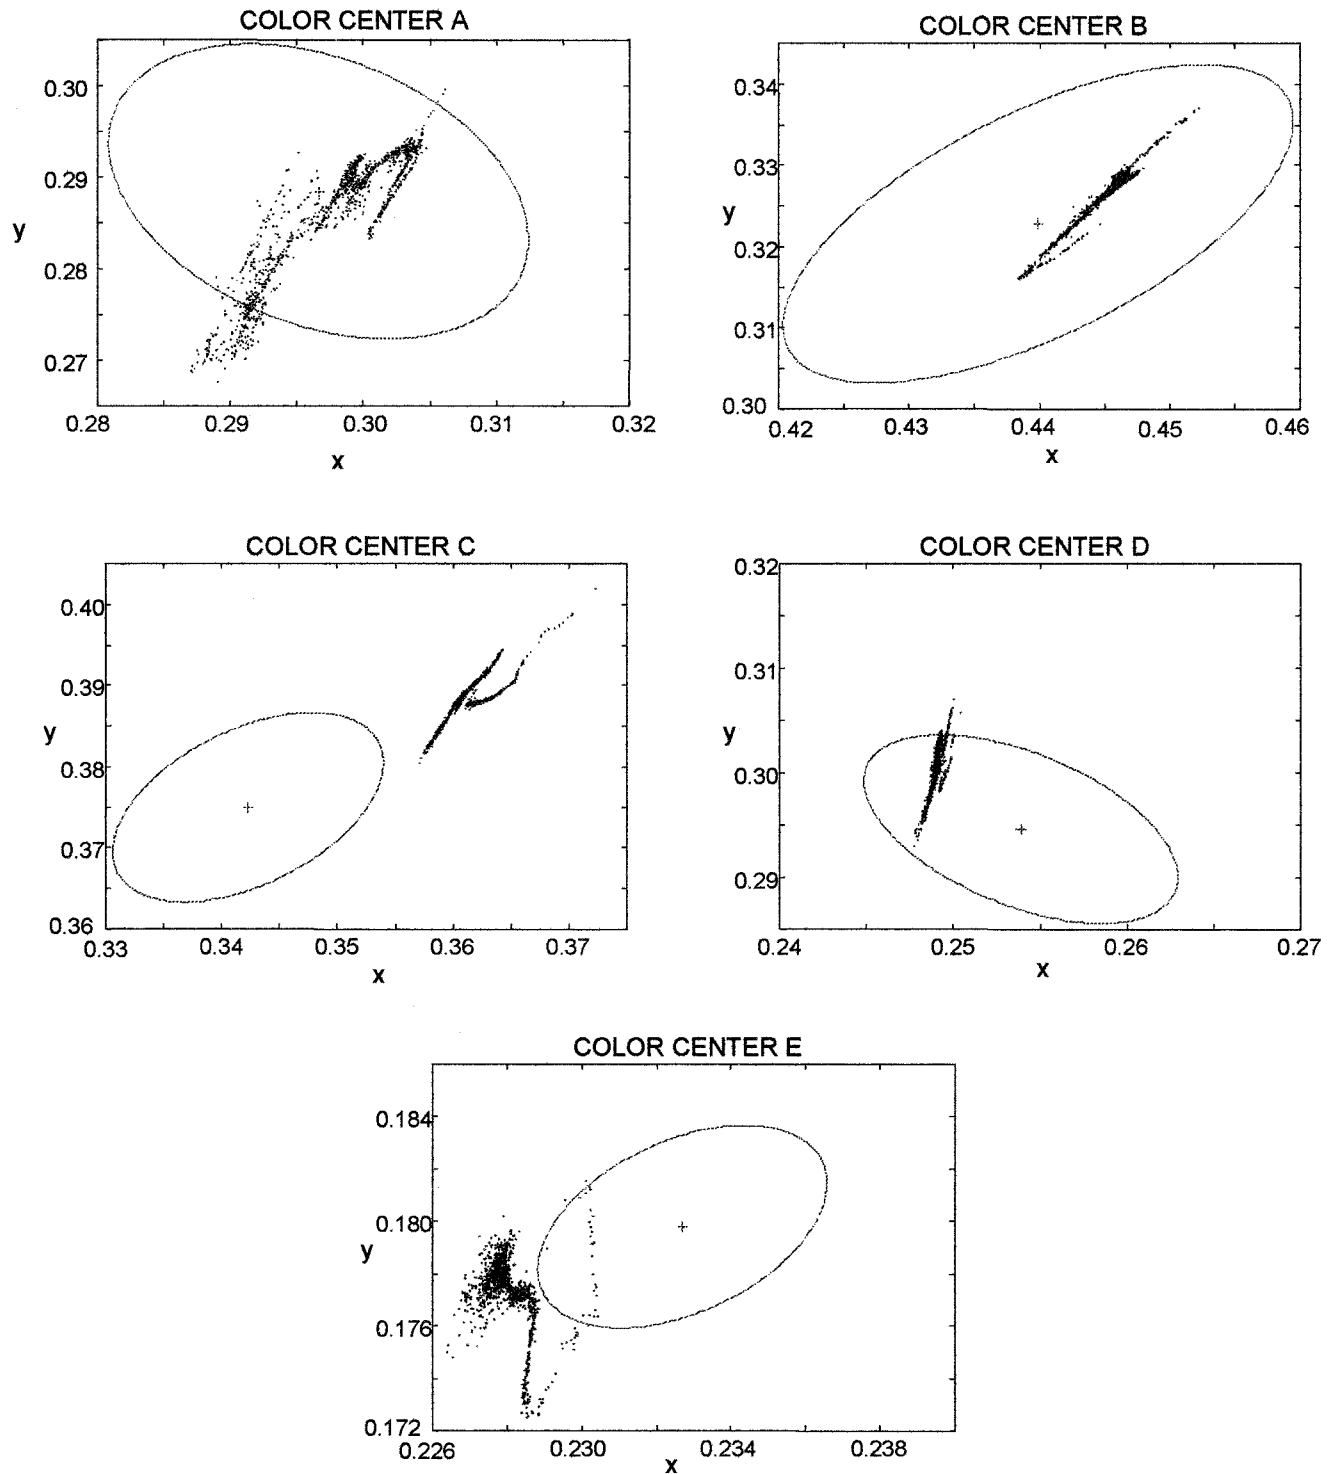 COLOR CENTER A
0.30
0.29
y
0.28
0.27
0.28 0.29 0.30 0.31 0.32
x
COLOR CENTER B
0.34
0.33
y
0.32
0.31
0.30
0.42 0.43 0.44 0.45 0.46
x
COLOR CENTER C
0.40
0.39
y
0.38
0.37
0.36
0.33 0.34 0.35 0.36 0.37
x
COLOR CENTER D
0.32
0.31
y
0.30
0.29
0.24 0.25 0.26 0.27
x
COLOR CENTER E
0.184
0.180
y
0.176
0.172
0.226 0.230 0.234 0.238
x